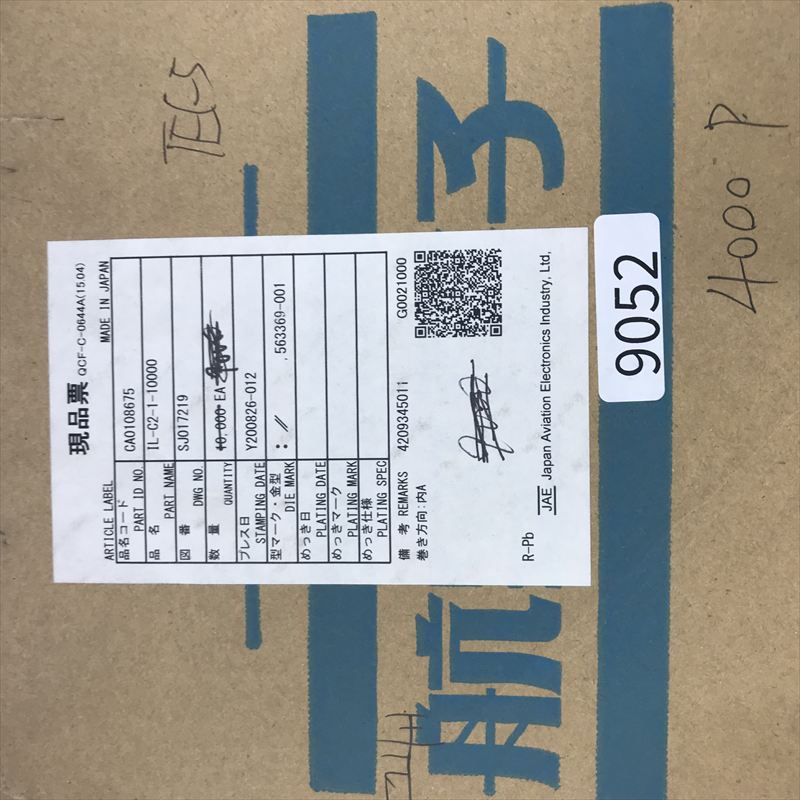 現品票 QCF-C-0644A(15.04)
ARTICLE LABEL MADE IN JAPAN
品名コード PART ID NO. CA0108675
品 名 PART NAME IL-C2-1-10000
図 番 DWG NO. SJ017219
数 量 QUANTITY 10,000 EA
プレス日 STAMPING DATE Y200826-012
型マーク・金型 DIE MARK : // ,563369-001
めっき日 PLATING DATE
めっきマーク PLATING MARK
めっき仕様 PLATING SPEC
備 考 REMARKS 4209345011 G0021000
巻き方向:内A
R-Pb
JAE Japan Aviation Electronics Industry, Ltd.
9052
4000 P
航
子